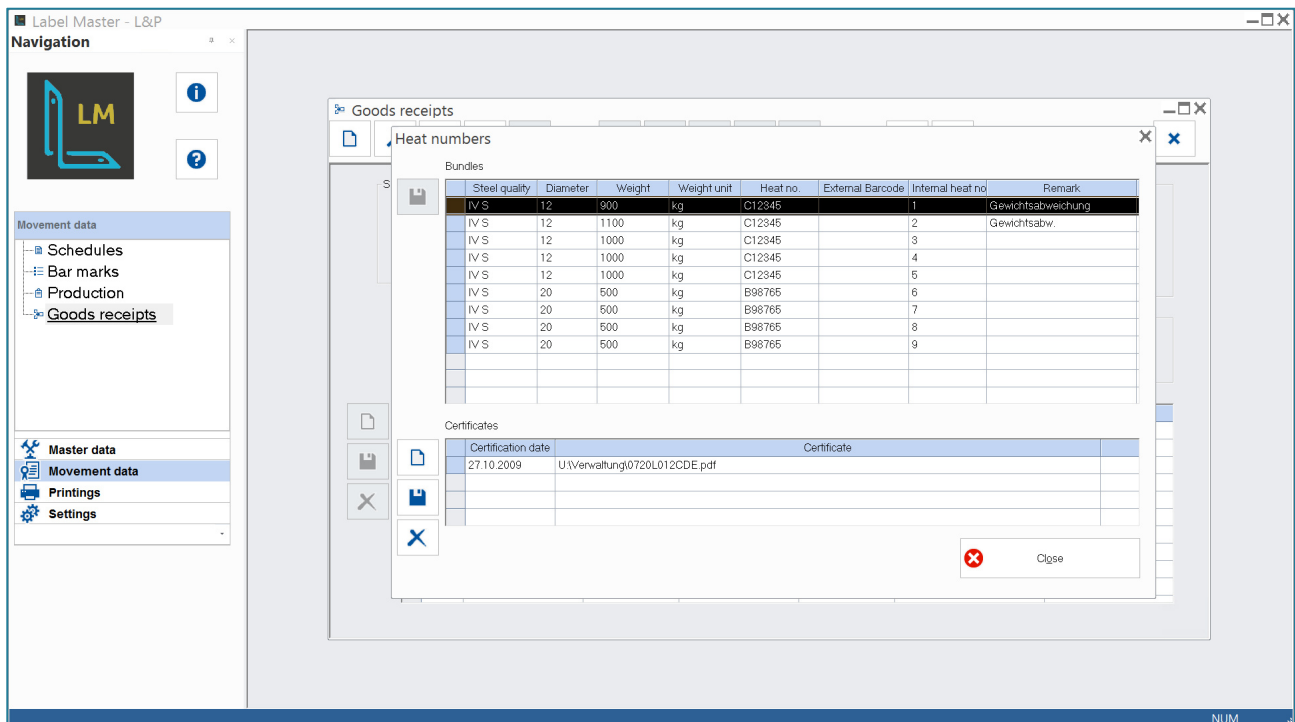 Label Master - L&P
Navigation
LM
Movement data
Schedules
Bar marks
Production
Goods receipts
Master data
Movement data
Printings
Settings
Goods receipts
Heat numbers
S
Bundles
Steel quality Diameter Weight Weight unit Heat no. External Barcode Internal heat no Remark
IV S 12 900 kg C12345 1 Gewichtsabweichung
IV S 12 1100 kg C12345 2 Gewichtsabw.
IV S 12 1000 kg C12345 3
IV S 12 1000 kg C12345 4
IV S 12 1000 kg C12345 5
IV S 20 500 kg B98765 6
IV S 20 500 kg B98765 7
IV S 20 500 kg B98765 8
IV S 20 500 kg B98765 9
Certificates
Certification date Certificate
27.10.2009 U:\Verwaltung\0720L012CDE.pdf
Close
NUM